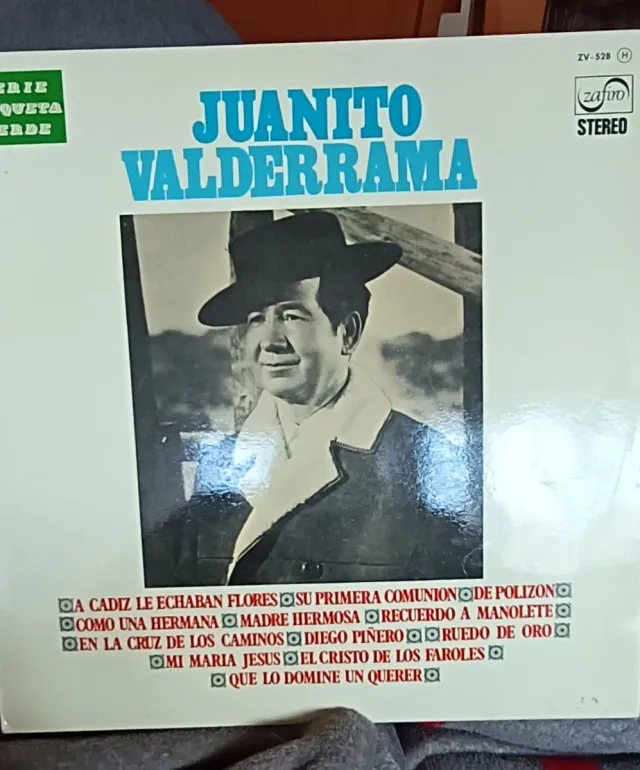 ZV-528 H
ERIE
QUETA
ERDE
zafiro
STEREO
JUANITO
VALDERRAMA
A CADIZ LE ECHABAN FLORES SU PRIMERA COMUNION DE POLIZON
COMO UNA HERMANA MADRE HERMOSA RECUERDO A MANOLETE
EN LA CRUZ DE LOS CAMINOS DIEGO PIÑERO RUEDO DE ORO
MI MARIA JESUS EL CRISTO DE LOS FAROLES
QUE LO DOMINE UN QUERER